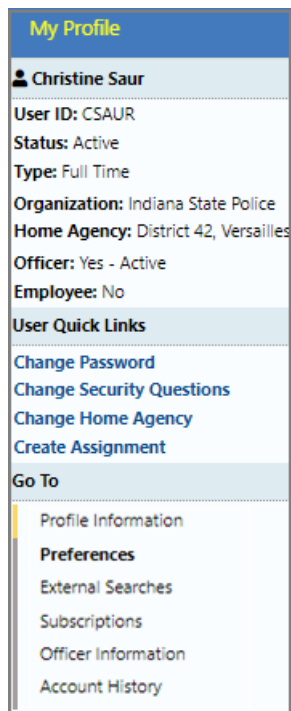 My Profile
Christine Saur
User ID: CSAUR
Status: Active
Type: Full Time
Organization: Indiana State Police
Home Agency: District 42, Versailles
Officer: Yes - Active
Employee: No
User Quick Links
Change Password
Change Security Questions
Change Home Agency
Create Assignment
Go To
Profile Information
Preferences
External Searches
Subscriptions
Officer Information
Account History